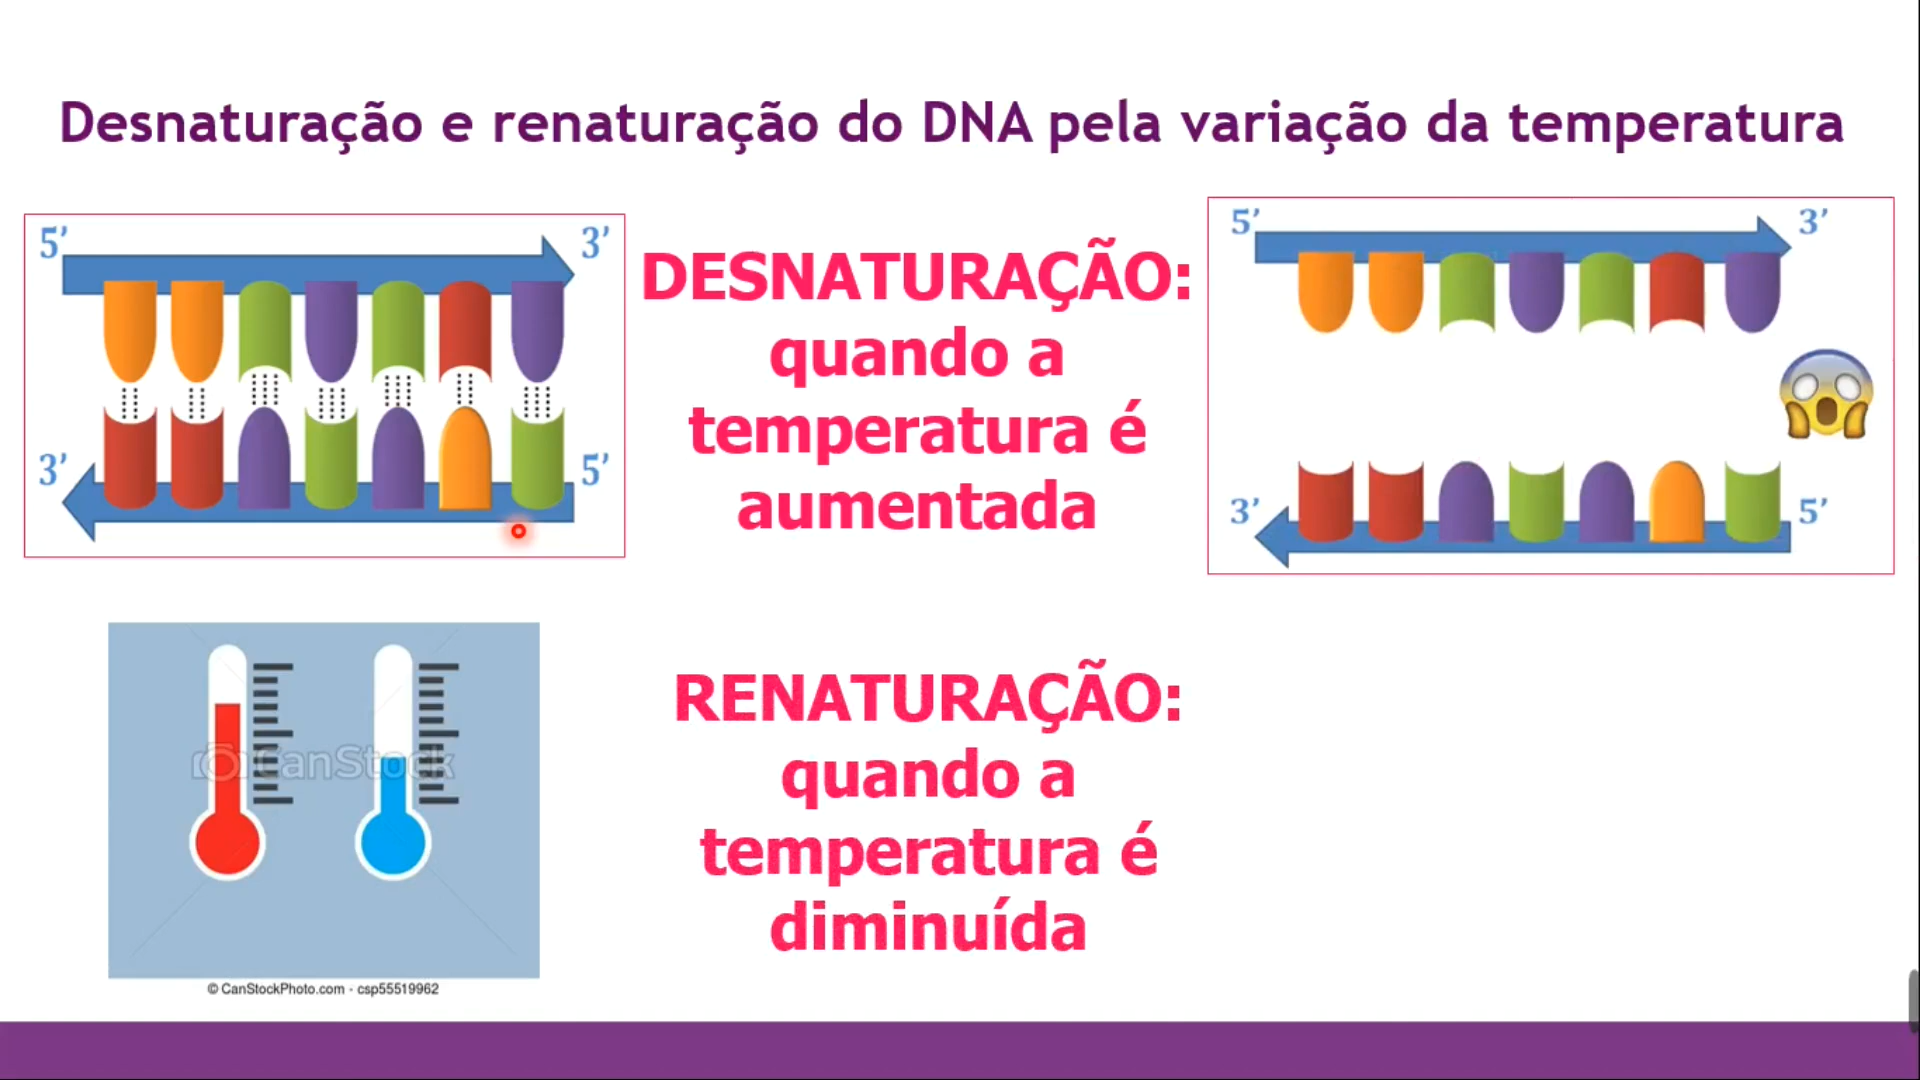 Desnaturação e renaturação do DNA pela variação da temperatura
5’
3’
3’
5’
DESNATURAÇÃO:
quando a
temperatura é
aumentada
5’
3’
3’
5’
CanStock
© CanStockPhoto.com - csp55519962
RENATURAÇÃO:
quando a
temperatura é
diminuída